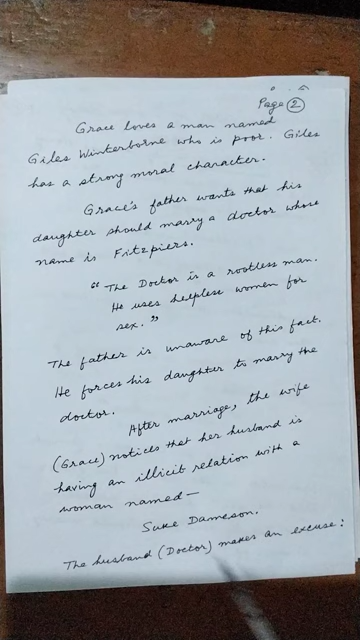 Page 2
Grace loves a man named
Giles Winterborne who is poor. Giles
has a strong moral character.
Grace's father wants that his
daughter should marry a doctor whose
name is Fitzpiers.
" The Doctor is a rootless man.
He uses helpless women for
sex. "
The father is unaware of this fact.
He forces his daughter to marry the
doctor.
After marriage, the wife
(Grace) notices that her husband is
having an illicit relation with a
woman named —
Suke Dameson.
The husband (Doctor) makes an excuse: